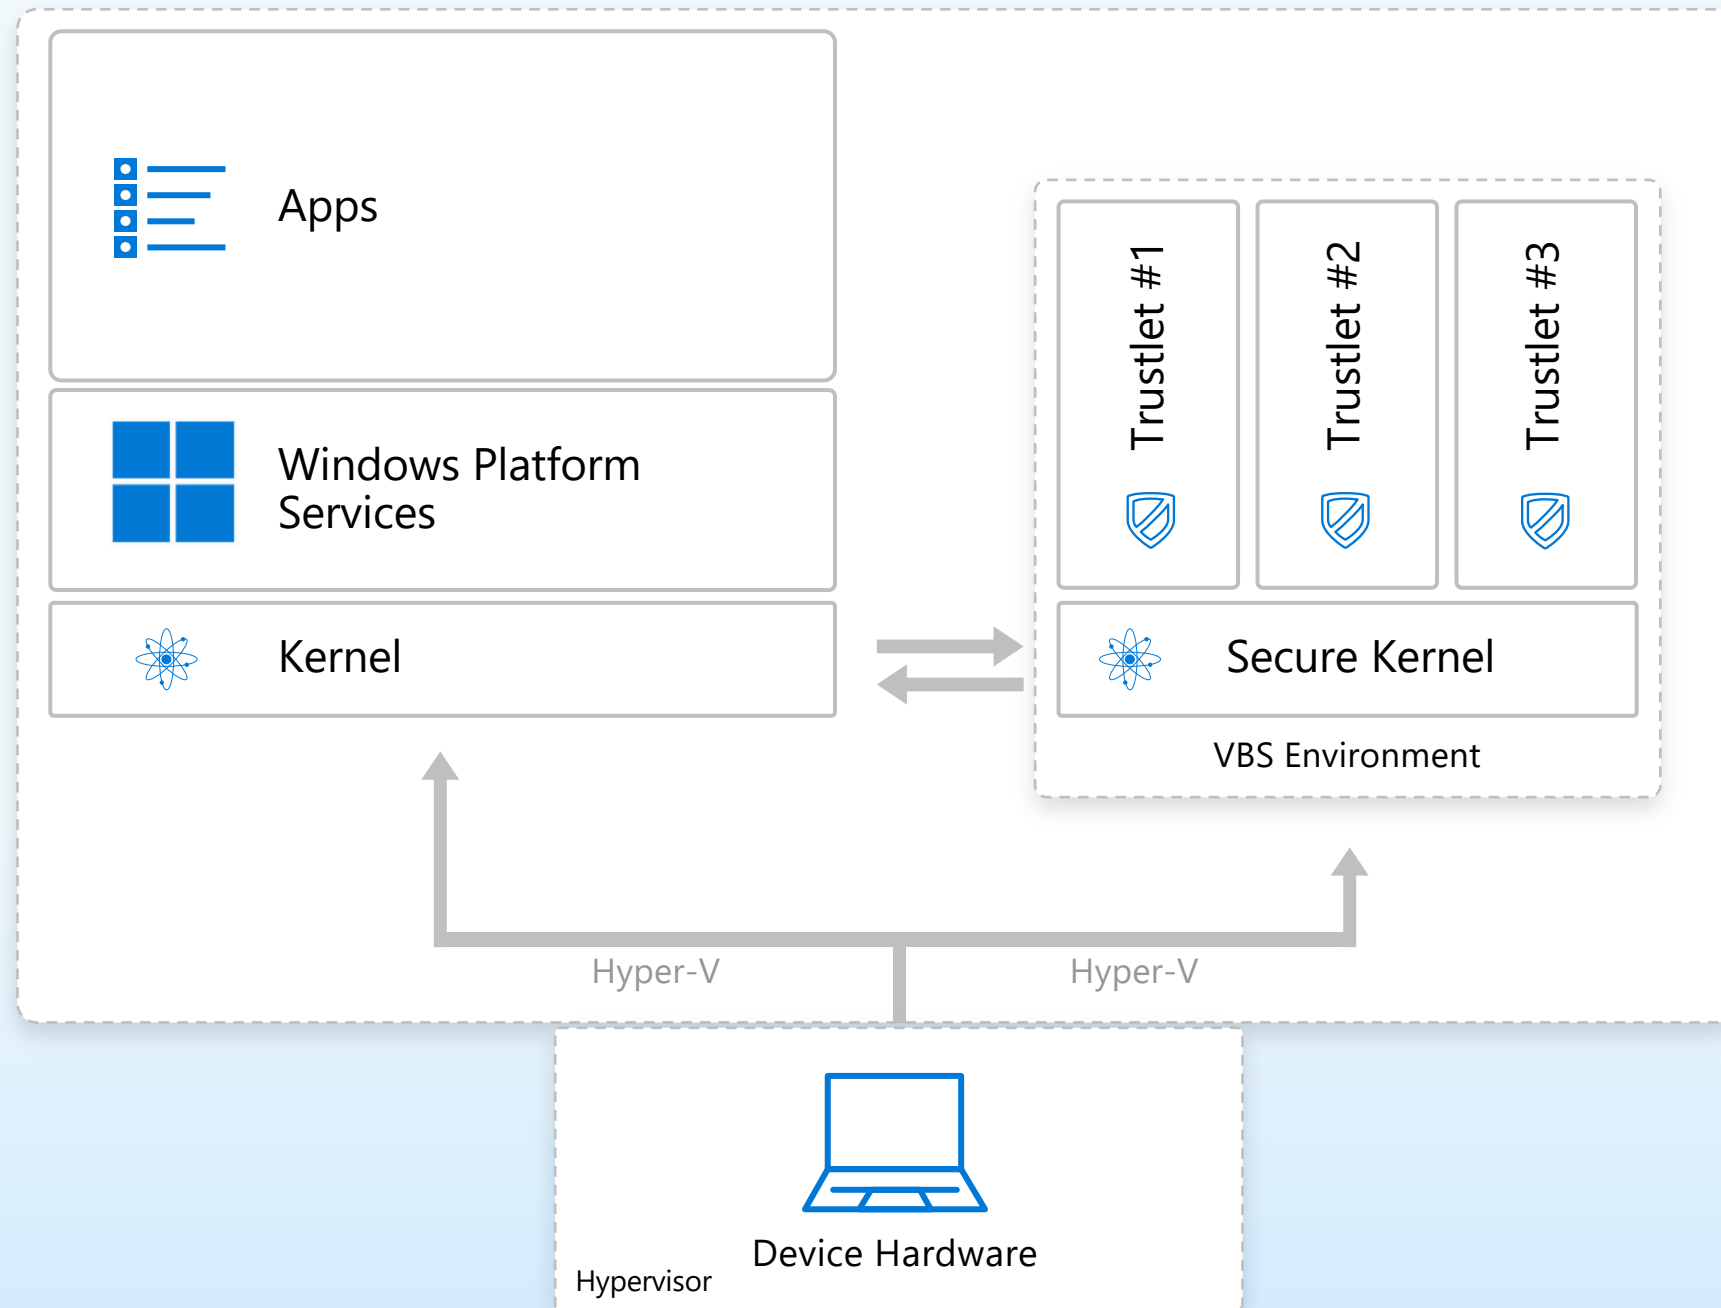 Apps
Windows Platform
Services
Kernel
Trustlet #1
Trustlet #2
Trustlet #3
Secure Kernel
VBS Environment
Hyper-V
Hyper-V
Device Hardware
Hypervisor